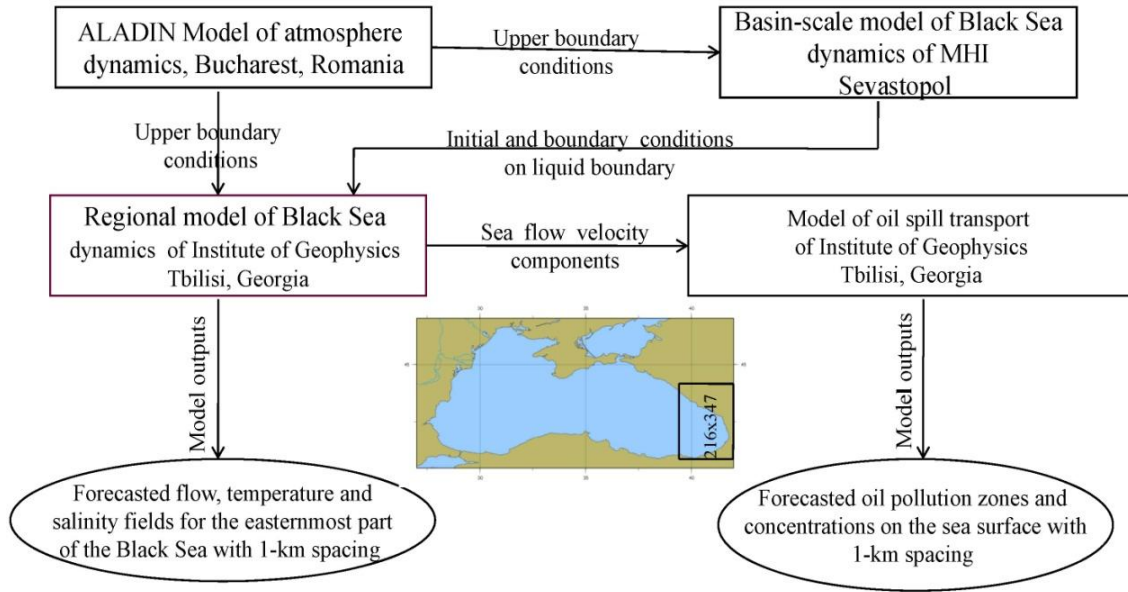 ALADIN Model of atmosphere
dynamics, Bucharest, Romania
Upper boundary
conditions
Basin-scale model of Black Sea
dynamics of MHI
Sevastopol
Upper boundary
conditions
Initial and boundary conditions
on liquid boundary
Regional model of Black Sea
dynamics of Institute of Geophysics
Tbilisi, Georgia
Sea flow velocity
components
Model of oil spill transport
of Institute of Geophysics
Tbilisi, Georgia
Model outputs
216x347
Model outputs
Forecasted flow, temperature and
salinity fields for the easternmost part
of the Black Sea with 1-km spacing
Forecasted oil pollution zones and
concentrations on the sea surface with
1-km spacing